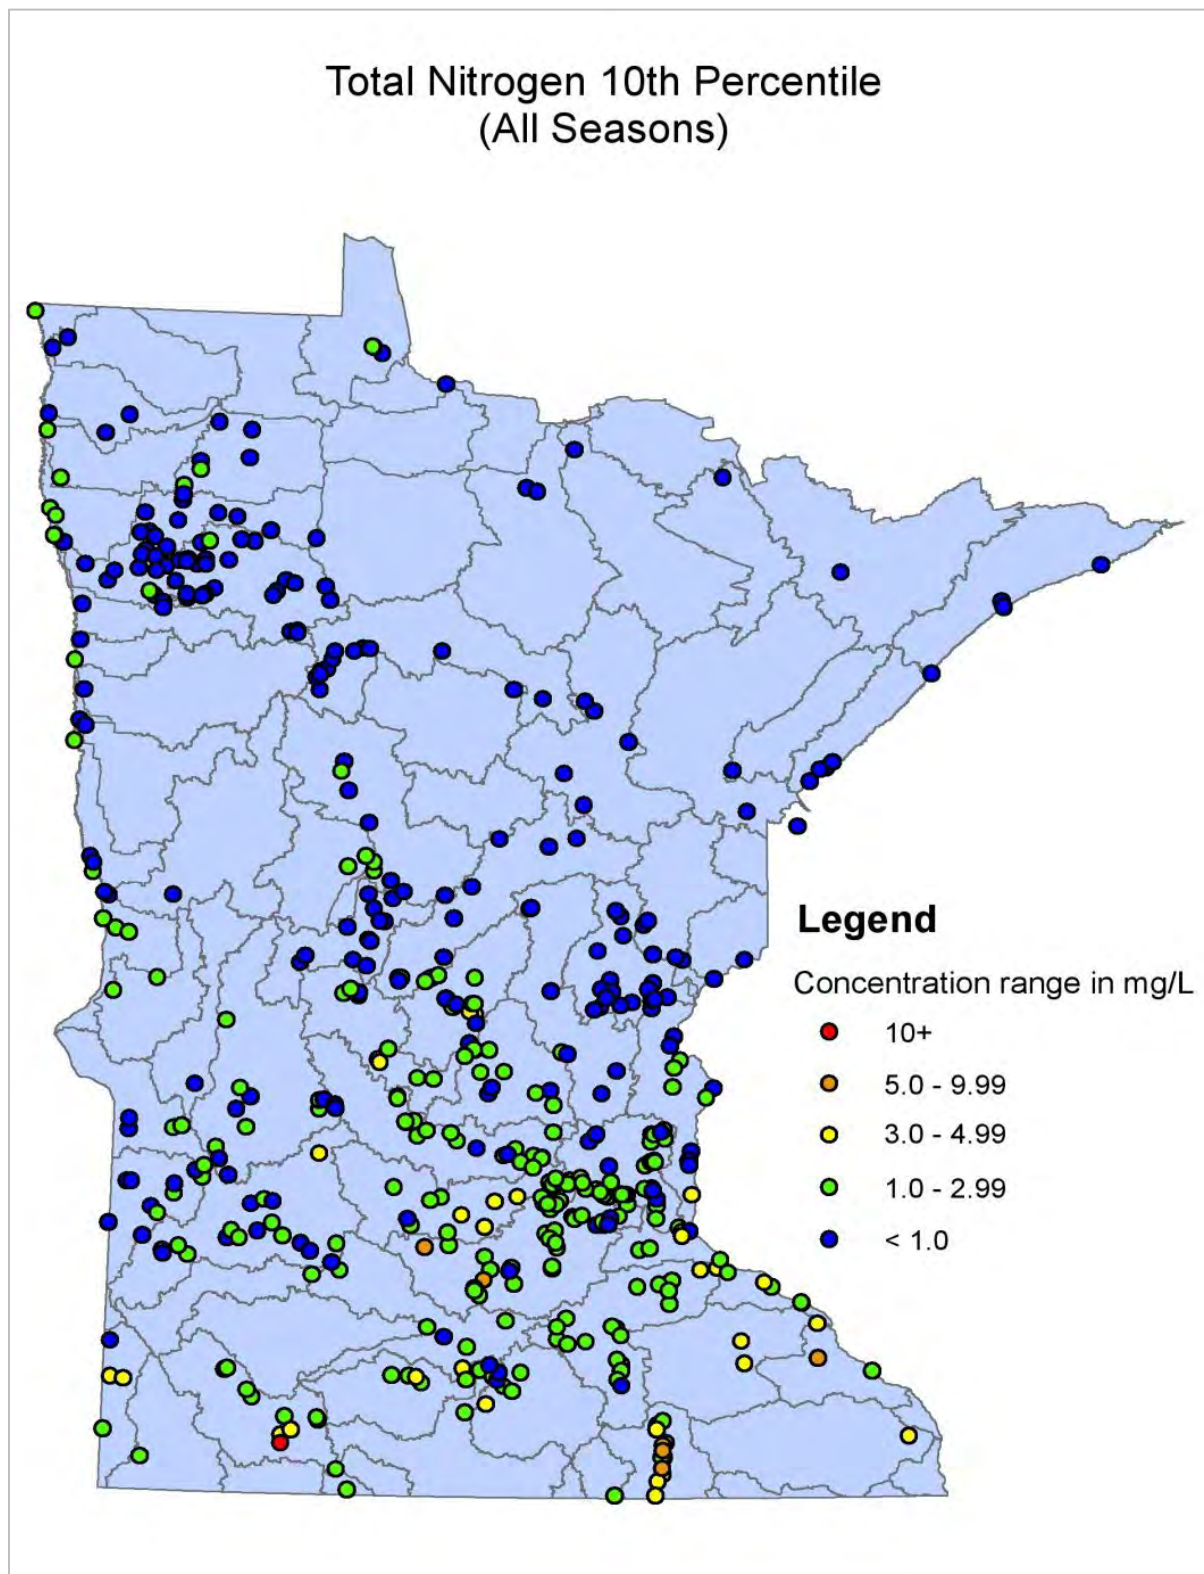 Total Nitrogen 10th Percentile
(All Seasons)
Legend
Concentration range in mg/L
10+
5.0 - 9.99
3.0 - 4.99
1.0 - 2.99
< 1.0